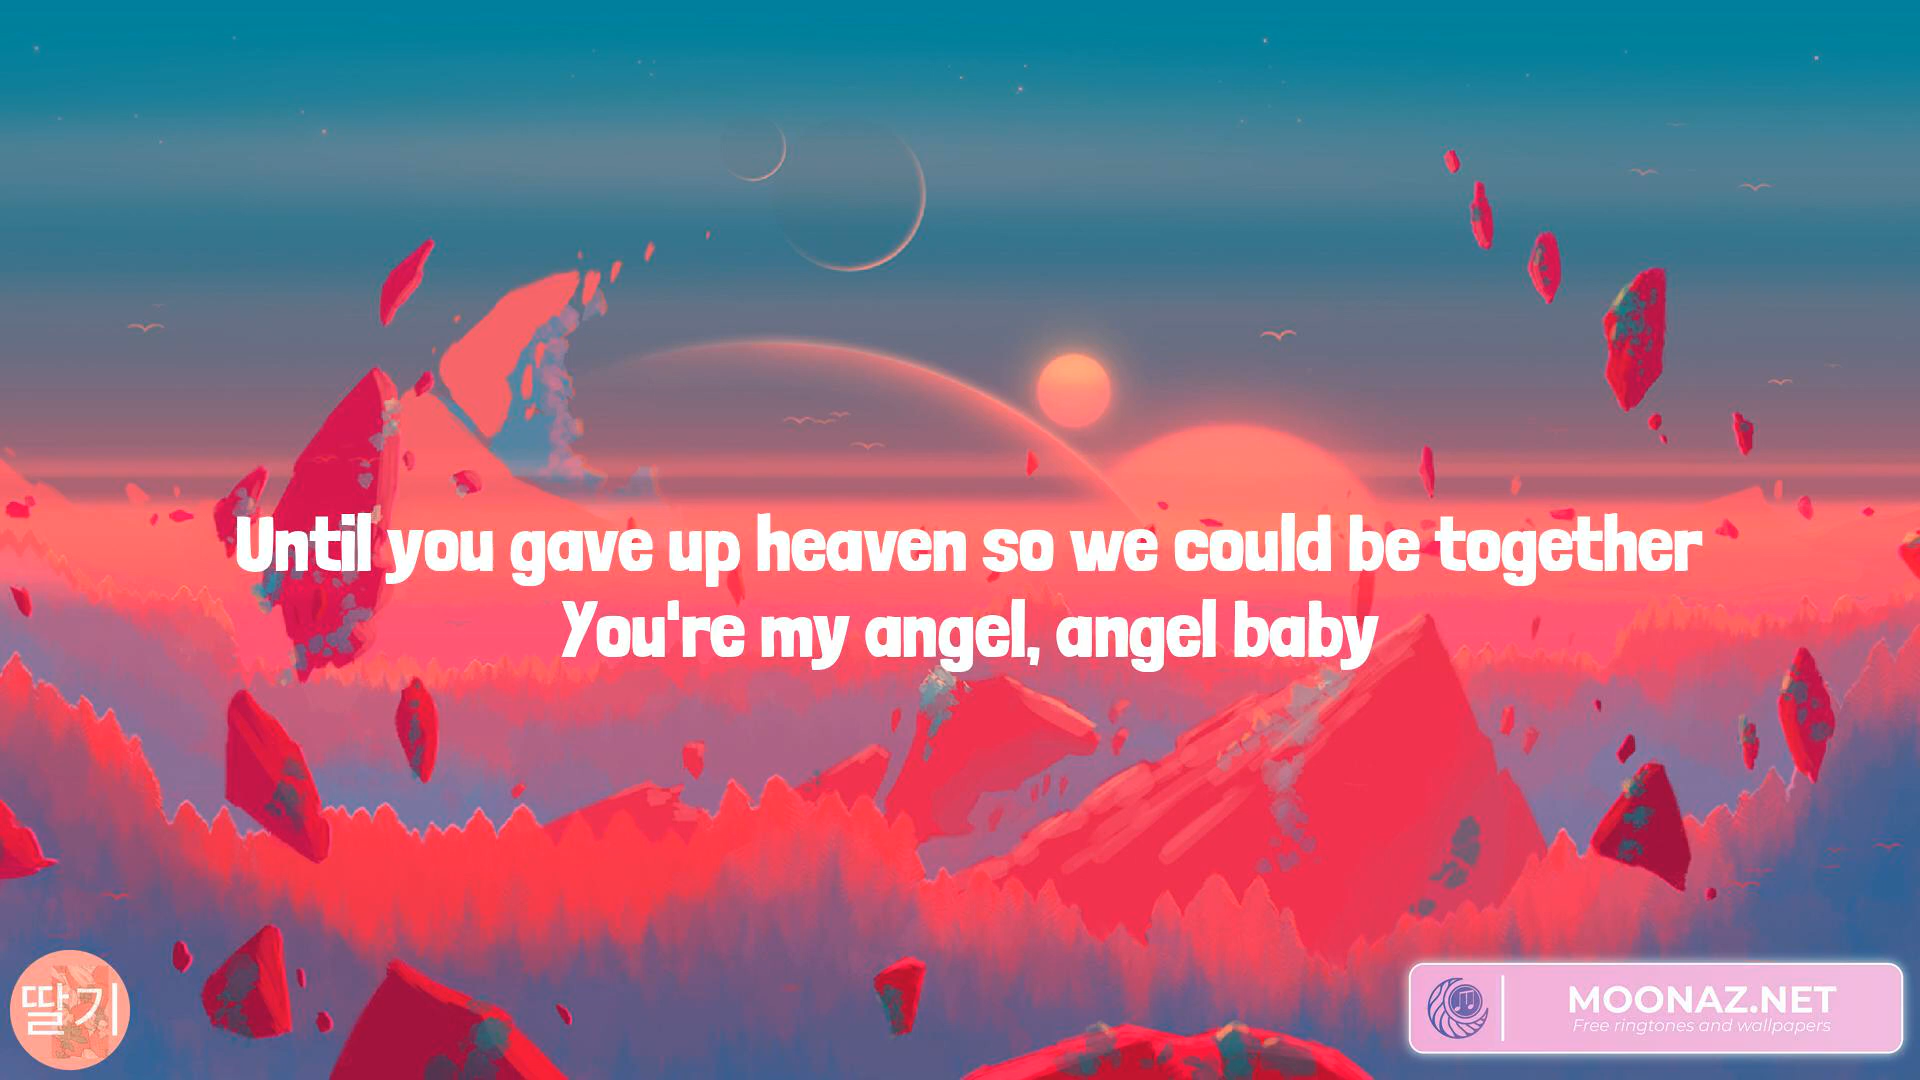 Until you gave up heaven so we could be together
You're my angel, angel baby
딸기
MOONAZ.NET
Free ringtones and wallpapers